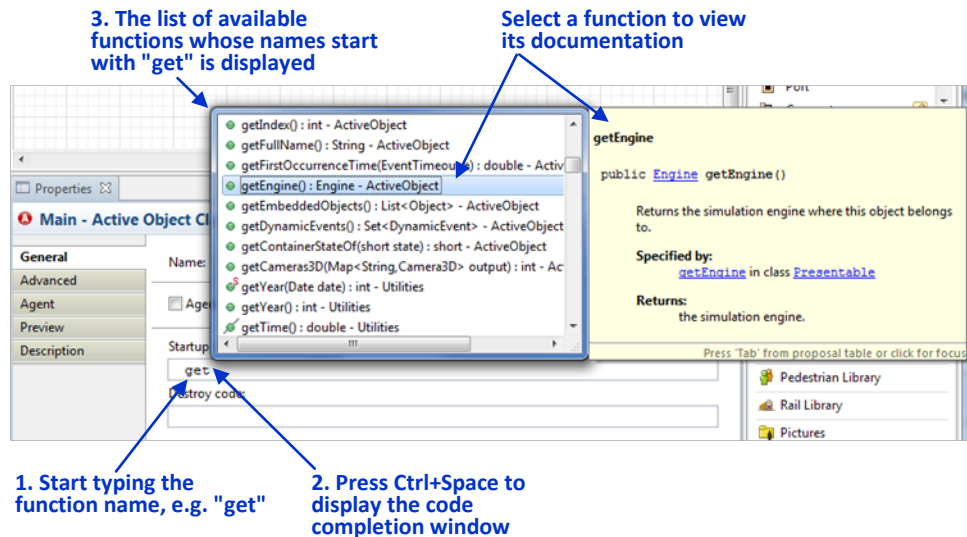 3. The list of available
functions whose names start
with "get" is displayed
Select a function to view
its documentation
Port
getIndex() : int - ActiveObject
getFullName() : String - ActiveObject
getFirstOccurrenceTime(EventTimeout e) : double - Activ
getEngine() : Engine - ActiveObject
getEmbeddedObjects() : List<Object> - ActiveObject
getDynamicEvents() : Set<DynamicEvent> - ActiveObject
getContainerStateOf(short state) : short - ActiveObject
getCameras3D(Map<String,Camera3D> output) : int - Ac
getYear(Date date) : int - Utilities
getYear() : int - Utilities
getTime() : double - Utilities
getEngine
public Engine getEngine()
Returns the simulation engine where this object belongs
to.
Specified by:
getEngine in class Presentable
Returns:
the simulation engine.
Press 'Tab' from proposal table or click for focus
Properties
Main - Active Object Cl
General
Advanced
Agent
Preview
Description
Name:
Agen
Startup
get
Destroy code:
Pedestrian Library
Rail Library
Pictures
1. Start typing the
function name, e.g. "get"
2. Press Ctrl+Space to
display the code
completion window